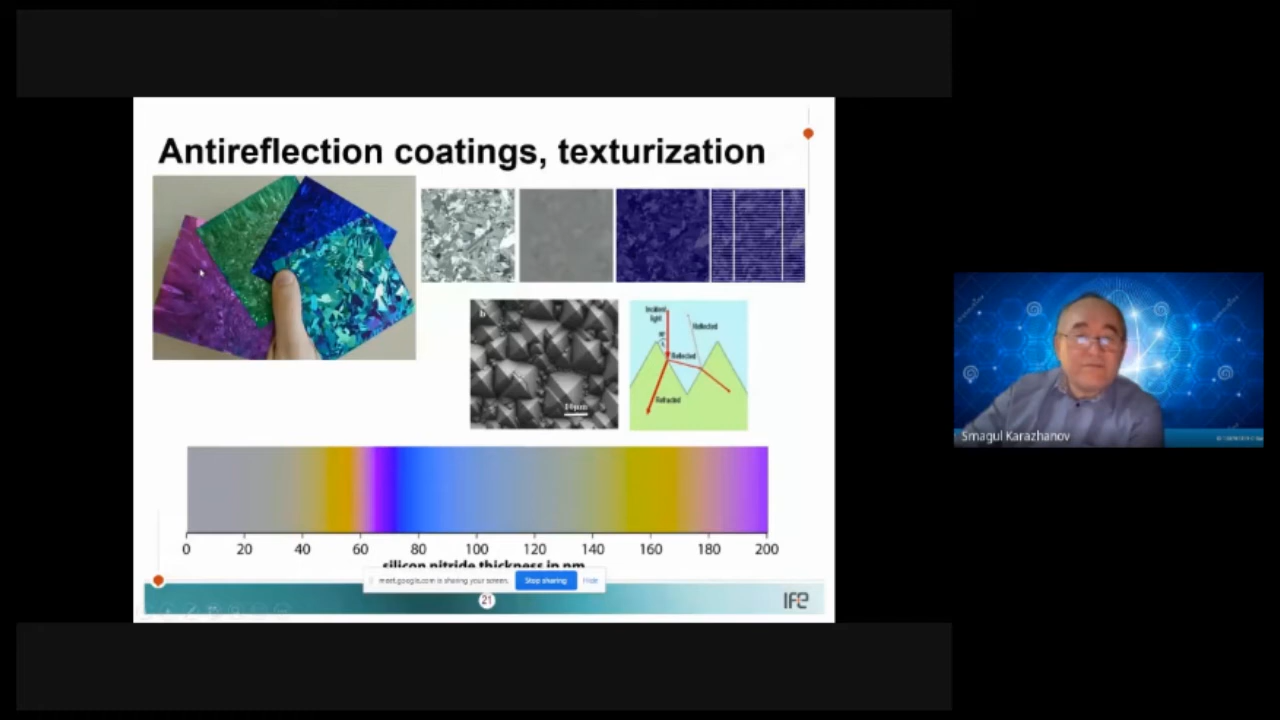 Antireflection coatings, texturization
b
10µm
Incident
light
Reflected
Reflected
Refracted
0 20 40 60 80 100 120 140 160 180 200
silicon nitride thickness in nm
meet.google.com is sharing your screen.
Stop sharing
Hide
21
IFE
Smagul Karazhanov